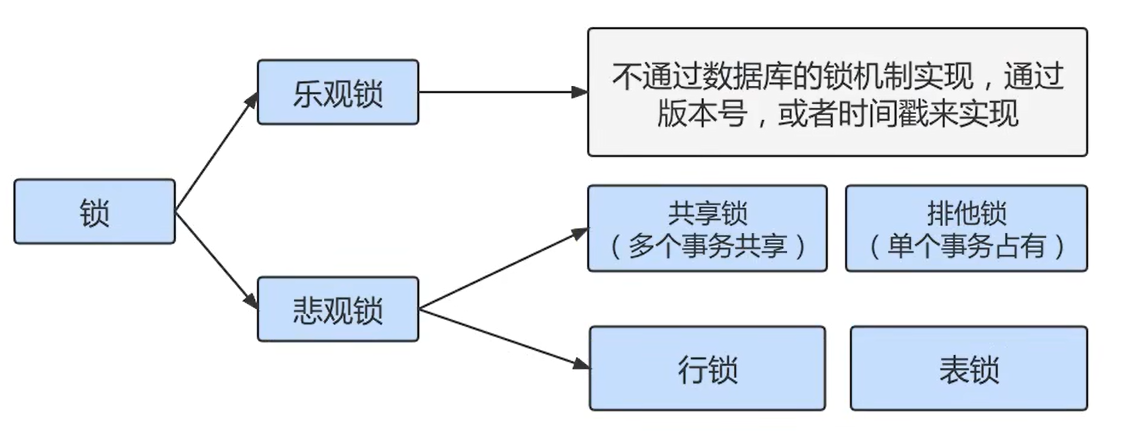 锁
乐观锁
不通过数据库的锁机制实现，通过
版本号，或者时间戳来实现
悲观锁
共享锁
（多个事务共享）
排他锁
（单个事务占有）
行锁
表锁